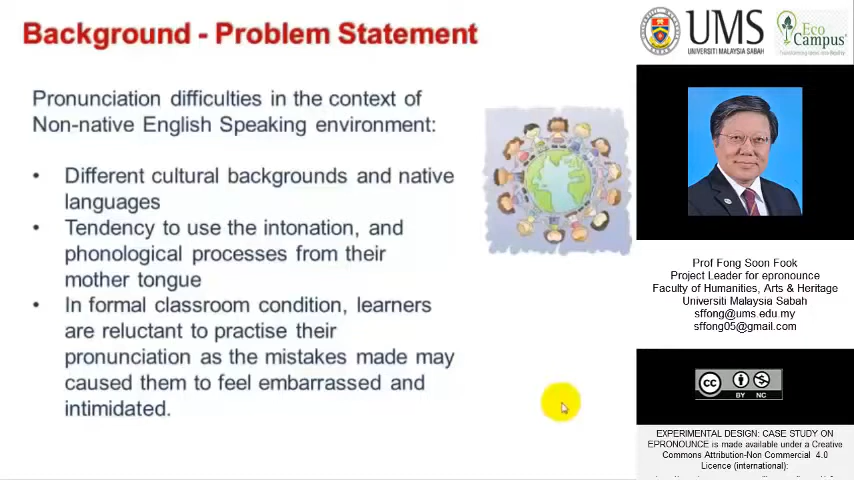 Background - Problem Statement
UMS
UNIVERSITI MALAYSIA SABAH
Eco
Campus
Pronunciation difficulties in the context of
Non-native English Speaking environment:
• Different cultural backgrounds and native
languages
• Tendency to use the intonation, and
phonological processes from their
mother tongue
• In formal classroom condition, learners
are reluctant to practise their
pronunciation as the mistakes made may
caused them to feel embarrassed and
intimidated.
Prof Fong Soon Fook
Project Leader for epronounce
Faculty of Humanities, Arts & Heritage
Universiti Malaysia Sabah
sffong@ums.edu.my
sffong05@gmail.com
CC
BY NC
EXPERIMENTAL DESIGN: CASE STUDY ON
EPRONOUNCE is made available under a Creative
Commons Attribution-Non Commercial 4.0
Licence (international):